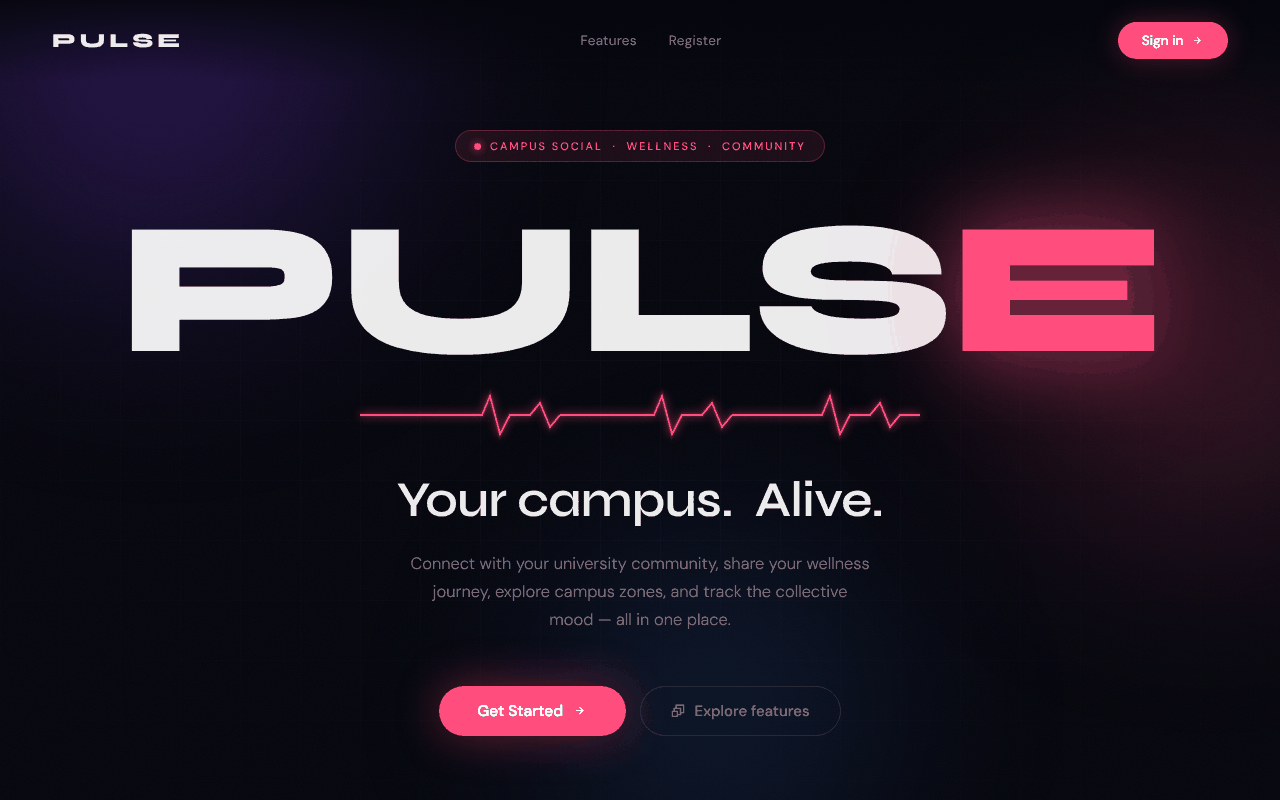 PULSE
Features
Register
Sign in →
CAMPUS SOCIAL · WELLNESS · COMMUNITY
PULSE
Your campus. Alive.
Connect with your university community, share your wellness
journey, explore campus zones, and track the collective
mood — all in one place.
Get Started →
Explore features